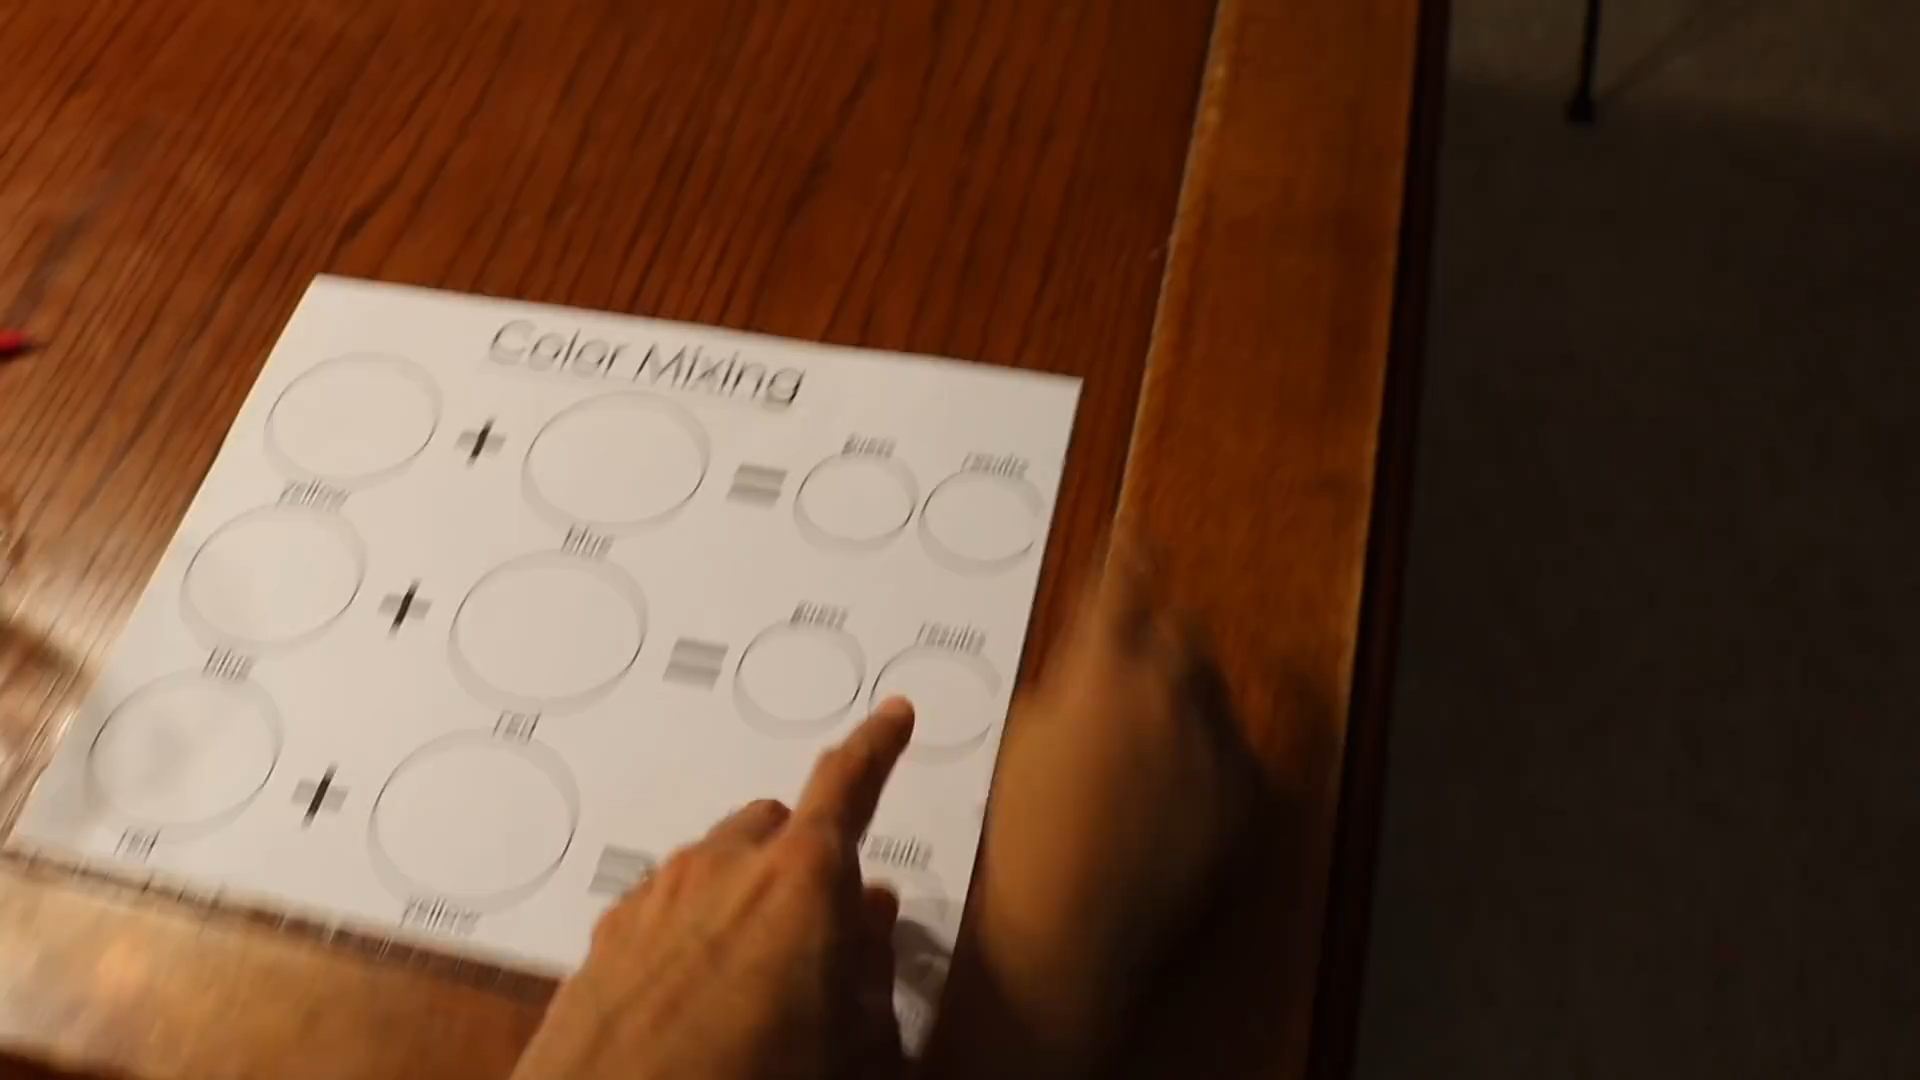 Color Mixing
+ = guess results
yellow blue
+ = guess results
blue red
+ = results
red yellow